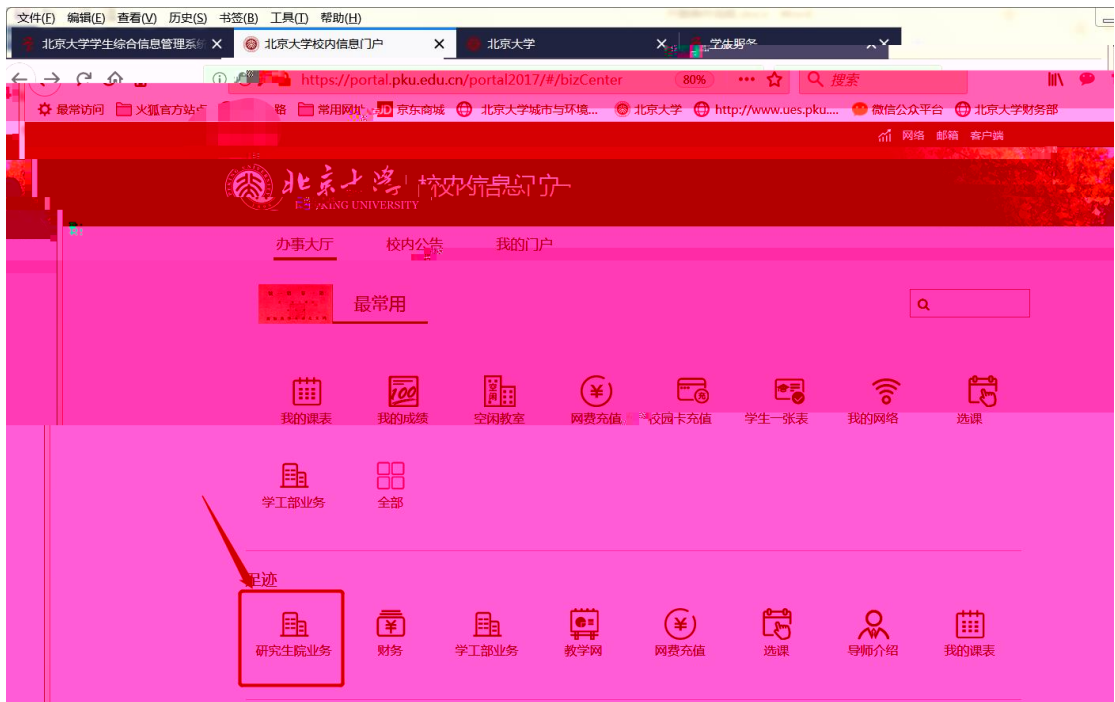 文件(F) 编辑(E) 查看(V) 历史(S) 书签(B) 工具(T) 帮助(H)
北京大学学生综合信息管理系统 北京大学校内信息门户 北京大学
https://portal.pku.edu.cn/portal2017/#/bizCenter 80% 搜索
最常访问 火狐官方站点 常用网址 京东商城 北京大学城市与环境... 北京大学 http://www.ues.pku.... 微信公众平台 北京大学财务部
网络 邮箱 客户端
北京大学 校内信息门户
PEKING UNIVERSITY
办事大厅 校内公告 我的门户
最常用
我的课表 我的成绩 空闲教室 网费充值 校园卡充值 学生一张表 我的网络 选课
学工部业务 全部
足迹
研究生院业务 财务 学工部业务 教学网 网费充值 选课 导师介绍 我的课表